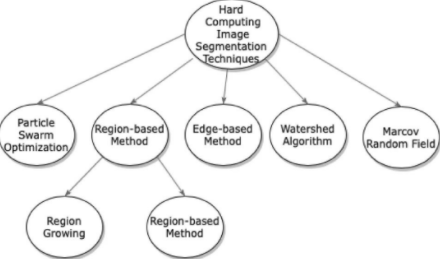 Hard
Computing
Image
Segmentation
Techniques
Particle
Swarm
Optimization
Region-based
Method
Edge-based
Method
Watershed
Algorithm
Marcov
Random Field
Region
Growing
Region-based
Method